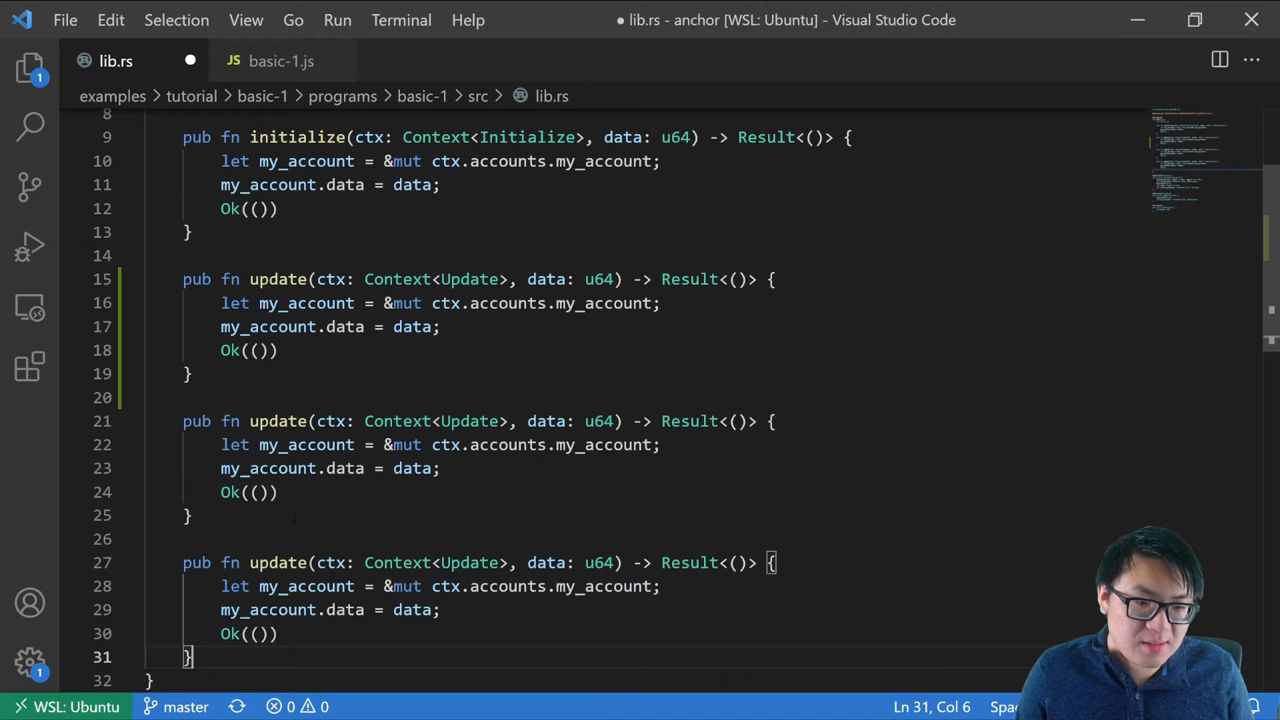 File Edit Selection View Go Run Terminal Help ● lib.rs - anchor [WSL: Ubuntu] - Visual Studio Code
lib.rs JS basic-1.js
examples > tutorial > basic-1 > programs > basic-1 > src > lib.rs
8
9 pub fn initialize(ctx: Context<Initialize>, data: u64) -> Result<()> {
10 let my_account = &mut ctx.accounts.my_account;
11 my_account.data = data;
12 Ok(())
13 }
14
15 pub fn update(ctx: Context<Update>, data: u64) -> Result<()> {
16 let my_account = &mut ctx.accounts.my_account;
17 my_account.data = data;
18 Ok(())
19 }
20
21 pub fn update(ctx: Context<Update>, data: u64) -> Result<()> {
22 let my_account = &mut ctx.accounts.my_account;
23 my_account.data = data;
24 Ok(())
25 }
26
27 pub fn update(ctx: Context<Update>, data: u64) -> Result<()> {
28 let my_account = &mut ctx.accounts.my_account;
29 my_account.data = data;
30 Ok(())
31 }
32 }
1
1
WSL: Ubuntu master 0 0 Ln 31, Col 6